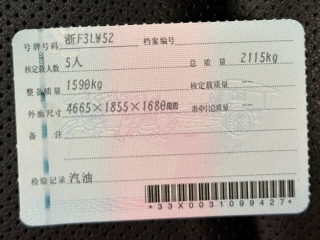 号牌号码 浙F3LW52 档案编号
核定载人数 5人 总质量 2115kg
整备质量 1590kg 核定载质量
外廓尺寸 4665×1855×1680mm 准牵引总质量
备注
检验记录 汽油
*33X0031099427*